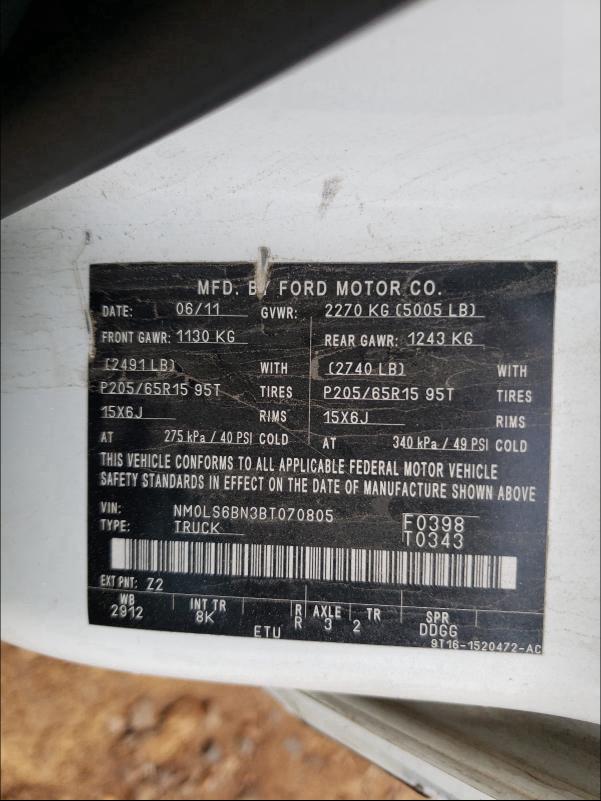 MFD. BY FORD MOTOR CO.
DATE: 06/11 GVWR: 2270 KG (5005 LB)
FRONT GAWR: 1130 KG REAR GAWR: 1243 KG
(2491 LB) WITH (2740 LB) WITH
P205/65R15 95T TIRES P205/65R15 95T TIRES
15X6J RIMS 15X6J RIMS
AT 275 kPa / 40 PSI COLD AT 340 kPa / 49 PSI COLD
THIS VEHICLE CONFORMS TO ALL APPLICABLE FEDERAL MOTOR VEHICLE
SAFETY STANDARDS IN EFFECT ON THE DATE OF MANUFACTURE SHOWN ABOVE
VIN: NM0LS6BN3BT070805 F0398
TYPE: TRUCK T0343
EXT PNT: Z2
WB INT TR R AXLE TR SPR
2912 8K R 3 2 DDGG
ETU 9T16-1520472-AC